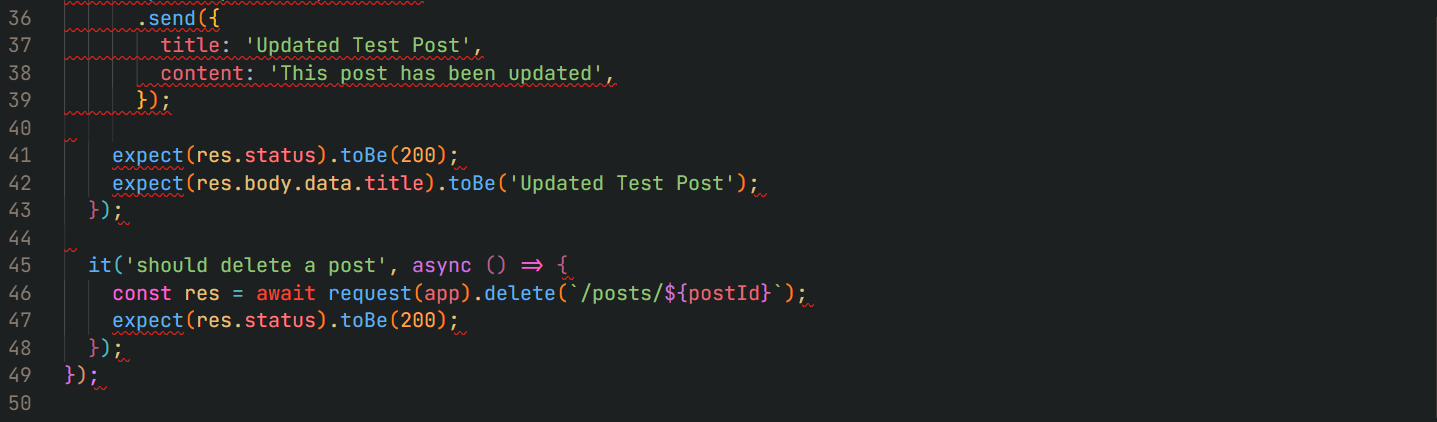 36 .send({
37 title: 'Updated Test Post',
38 content: 'This post has been updated',
39 });
40
41 expect(res.status).toBe(200);
42 expect(res.body.data.title).toBe('Updated Test Post');
43 });
44
45 it('should delete a post', async () => {
46 const res = await request(app).delete(`/posts/${postId}`);
47 expect(res.status).toBe(200);
48 });
49 });
50